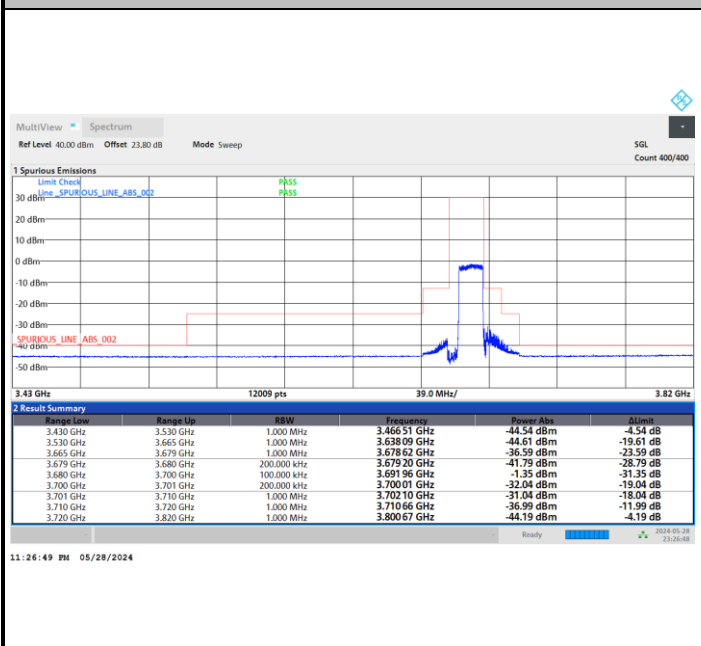 MultiView Spectrum
Ref Level 40.00 dBm Offset 23.80 dB Mode Sweep SGL
Count 400/400
1 Spurious Emissions
Limit Check PASS
Line _SPURIOUS_LINE_ABS_002 PASS
30 dBm
20 dBm
10 dBm
0 dBm
-10 dBm
-20 dBm
-30 dBm
_SPURIOUS_LINE_ABS_002
-40 dBm
-50 dBm
3.43 GHz 12009 pts 39.0 MHz/ 3.82 GHz
2 Result Summary
Range Low Range Up RBW Frequency Power Abs ΔLimit
3.430 GHz 3.530 GHz 1.000 MHz 3.466 51 GHz -44.54 dBm -4.54 dB
3.530 GHz 3.665 GHz 1.000 MHz 3.638 09 GHz -44.61 dBm -19.61 dB
3.665 GHz 3.679 GHz 1.000 MHz 3.678 62 GHz -36.59 dBm -23.59 dB
3.679 GHz 3.680 GHz 200.000 kHz 3.679 20 GHz -41.79 dBm -28.79 dB
3.680 GHz 3.700 GHz 100.000 kHz 3.691 96 GHz -1.35 dBm -31.35 dB
3.700 GHz 3.701 GHz 200.000 kHz 3.700 01 GHz -32.04 dBm -19.04 dB
3.701 GHz 3.710 GHz 1.000 MHz 3.702 10 GHz -31.04 dBm -18.04 dB
3.710 GHz 3.720 GHz 1.000 MHz 3.710 66 GHz -36.99 dBm -11.99 dB
3.720 GHz 3.820 GHz 1.000 MHz 3.800 67 GHz -44.19 dBm -4.19 dB
Ready 2024-05-28
23:26:48
11:26:49 PM 05/28/2024